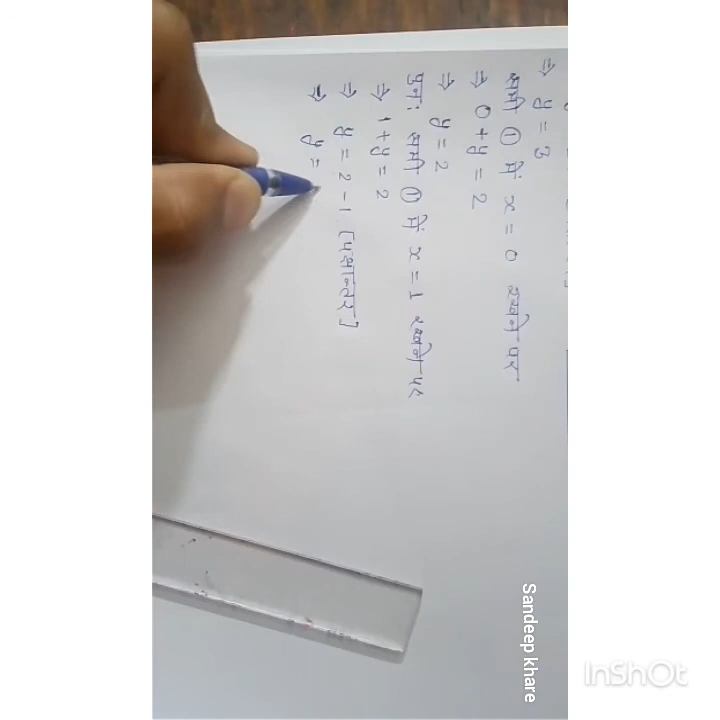 ⇒ y = 3
समी ① में x = 0 रखने पर
⇒ 0 + y = 2
⇒ y = 2
पुनः समी ① में x = 1 रखने पर
⇒ 1 + y = 2
⇒ y = 2 - 1 [पक्षान्तर]
⇒ y =
Sandeep khare
InShOt